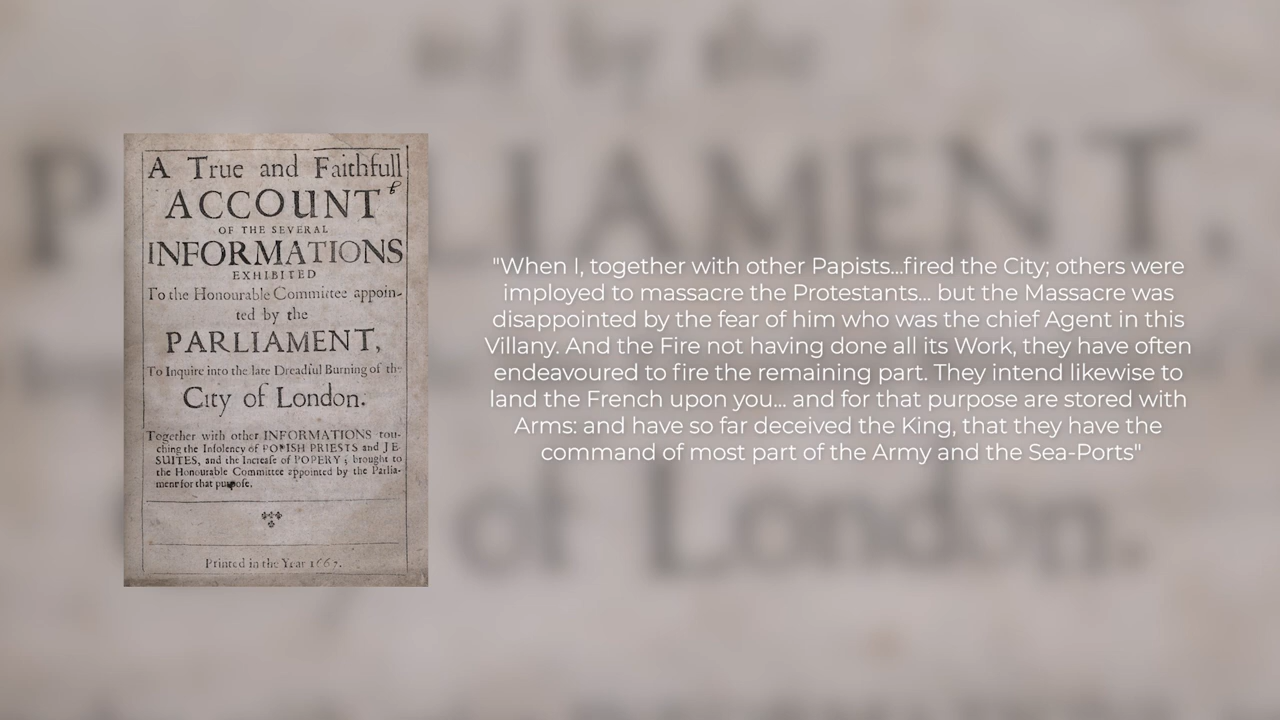 A True and Faithfull
ACCOUNT
OF THE SEVERAL
INFORMATIONS
EXHIBITED
To the Honourable Committee appoin-
ted by the
PARLIAMENT,
To Inquire into the late Dreadful Burning of the
City of London.
Together with other INFORMATIONS tou-
ching the Insolency of POPISH PRIESTS and JE-
SUITES, and the Increase of POPERY; brought to
the Honourable Committee appointed by the Parlia-
ment for that purpose.
Printed in the Year 1667.
"When I, together with other Papists...fired the City; others were
imployed to massacre the Protestants... but the Massacre was
disappointed by the fear of him who was the chief Agent in this
Villany. And the Fire not having done all its Work, they have often
endeavoured to fire the remaining part. They intend likewise to
land the French upon you... and for that purpose are stored with
Arms: and have so far deceived the King, that they have the
command of most part of the Army and the Sea-Ports"